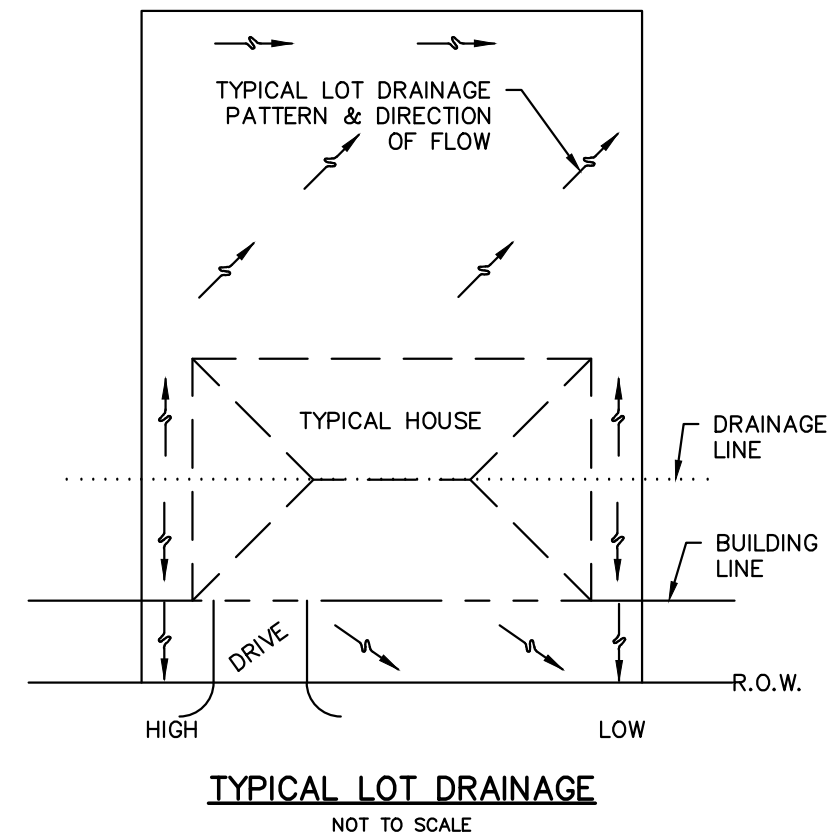 TYPICAL LOT DRAINAGE
PATTERN & DIRECTION
OF FLOW
TYPICAL HOUSE
DRAINAGE
LINE
BUILDING
LINE
DRIVE
R.O.W.
HIGH
LOW
TYPICAL LOT DRAINAGE
NOT TO SCALE